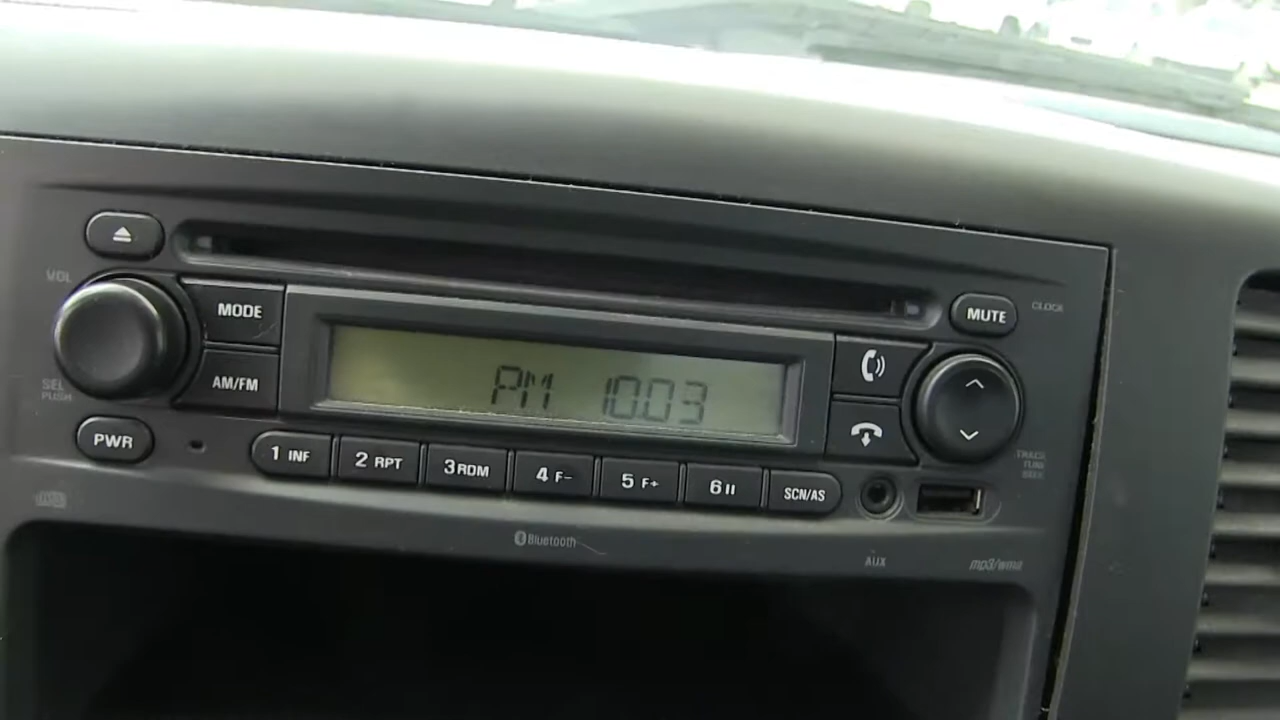 VOL
MODE
MUTE
CLOCK
AM/FM
PM 10:03
SEL
PUSH
PWR
1 INF
2 RPT
3 RDM
4 F-
5 F+
6 II
SCN/AS
TRACK
TUNE
Bluetooth
AUX
mp3/wma